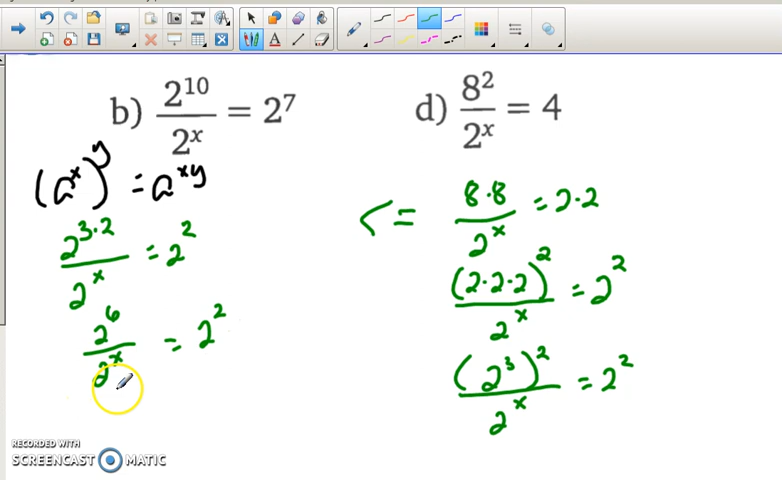 b) 2^10 / 2^x = 2^7
d) 8^2 / 2^x = 4
(a^x)^y = a^xy
2^3·2 / 2^x = 2^2
2^6 / 2^x = 2^2
8·8 / 2^x = 2·2
(2·2·2)^2 / 2^x = 2^2
(2^3)^2 / 2^x = 2^2
RECORDED WITH
SCREENCAST MATIC